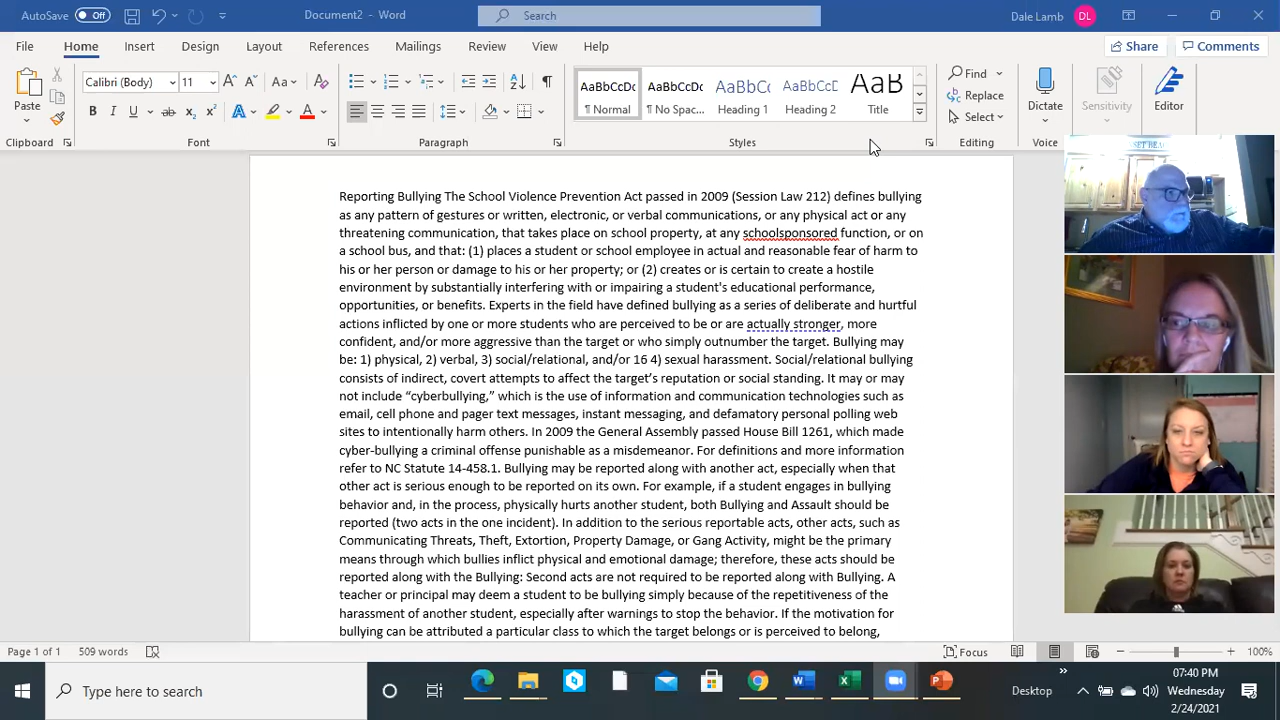 AutoSave Off Document2 - Word Search Dale Lamb DL
File Home Insert Design Layout References Mailings Review View Help Share Comments
Paste Calibri (Body) 11 Aa AaBbCcDc AaBbCcDc AaBbCc AaBbCcD AaB Find Replace Select Dictate Sensitivity Editor
¶ Normal ¶ No Spac... Heading 1 Heading 2 Title
Clipboard Font Paragraph Styles Editing Voice
Reporting Bullying The School Violence Prevention Act passed in 2009 (Session Law 212) defines bullying
as any pattern of gestures or written, electronic, or verbal communications, or any physical act or any
threatening communication, that takes place on school property, at any schoolsponsored function, or on
a school bus, and that: (1) places a student or school employee in actual and reasonable fear of harm to
his or her person or damage to his or her property; or (2) creates or is certain to create a hostile
environment by substantially interfering with or impairing a student's educational performance,
opportunities, or benefits. Experts in the field have defined bullying as a series of deliberate and hurtful
actions inflicted by one or more students who are perceived to be or are actually stronger, more
confident, and/or more aggressive than the target or who simply outnumber the target. Bullying may
be: 1) physical, 2) verbal, 3) social/relational, and/or 16 4) sexual harassment. Social/relational bullying
consists of indirect, covert attempts to affect the target's reputation or social standing. It may or may
not include “cyberbullying,” which is the use of information and communication technologies such as
email, cell phone and pager text messages, instant messaging, and defamatory personal polling web
sites to intentionally harm others. In 2009 the General Assembly passed House Bill 1261, which made
cyber-bullying a criminal offense punishable as a misdemeanor. For definitions and more information
refer to NC Statute 14-458.1. Bullying may be reported along with another act, especially when that
other act is serious enough to be reported on its own. For example, if a student engages in bullying
behavior and, in the process, physically hurts another student, both Bullying and Assault should be
reported (two acts in the one incident). In addition to the serious reportable acts, other acts, such as
Communicating Threats, Theft, Extortion, Property Damage, or Gang Activity, might be the primary
means through which bullies inflict physical and emotional damage; therefore, these acts should be
reported along with the Bullying: Second acts are not required to be reported along with Bullying. A
teacher or principal may deem a student to be bullying simply because of the repetitiveness of the
harassment of another student, especially after warnings to stop the behavior. If the motivation for
bullying can be attributed a particular class to which the target belongs or is perceived to belong,
Page 1 of 1 509 words Focus 100%
Type here to search Desktop 07:40 PM
Wednesday
2/24/2021